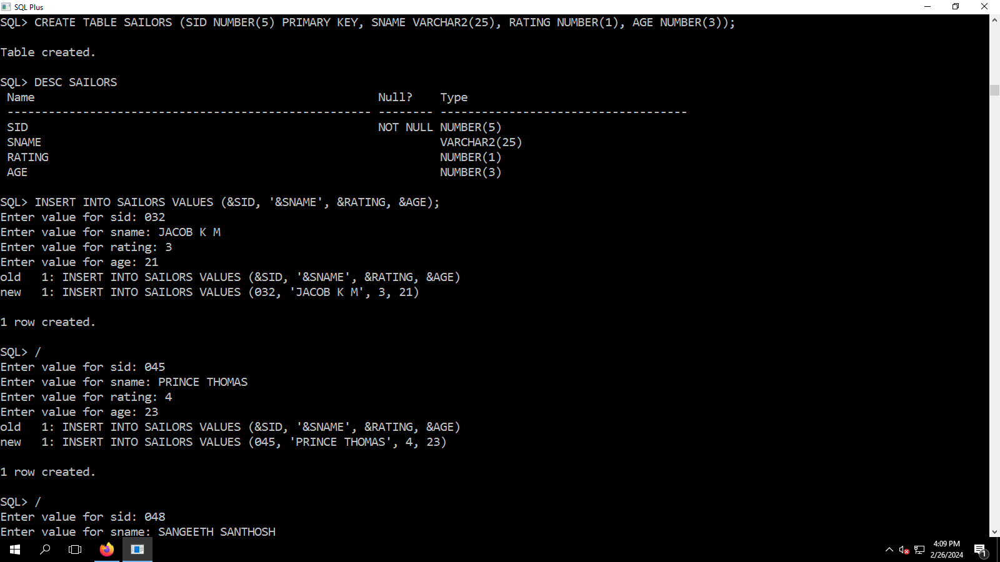 SQL Plus
SQL> CREATE TABLE SAILORS (SID NUMBER(5) PRIMARY KEY, SNAME VARCHAR2(25), RATING NUMBER(1), AGE NUMBER(3));
Table created.
SQL> DESC SAILORS
Name Null? Type
----------------------------------------------------- -------- ------------------------------------
SID NOT NULL NUMBER(5)
SNAME VARCHAR2(25)
RATING NUMBER(1)
AGE NUMBER(3)
SQL> INSERT INTO SAILORS VALUES (&SID, '&SNAME', &RATING, &AGE);
Enter value for sid: 032
Enter value for sname: JACOB K M
Enter value for rating: 3
Enter value for age: 21
old   1: INSERT INTO SAILORS VALUES (&SID, '&SNAME', &RATING, &AGE)
new   1: INSERT INTO SAILORS VALUES (032, 'JACOB K M', 3, 21)
1 row created.
SQL> /
Enter value for sid: 045
Enter value for sname: PRINCE THOMAS
Enter value for rating: 4
Enter value for age: 23
old   1: INSERT INTO SAILORS VALUES (&SID, '&SNAME', &RATING, &AGE)
new   1: INSERT INTO SAILORS VALUES (045, 'PRINCE THOMAS', 4, 23)
1 row created.
SQL> /
Enter value for sid: 048
Enter value for sname: SANGEETH SANTHOSH
4:09 PM
2/26/2024
1